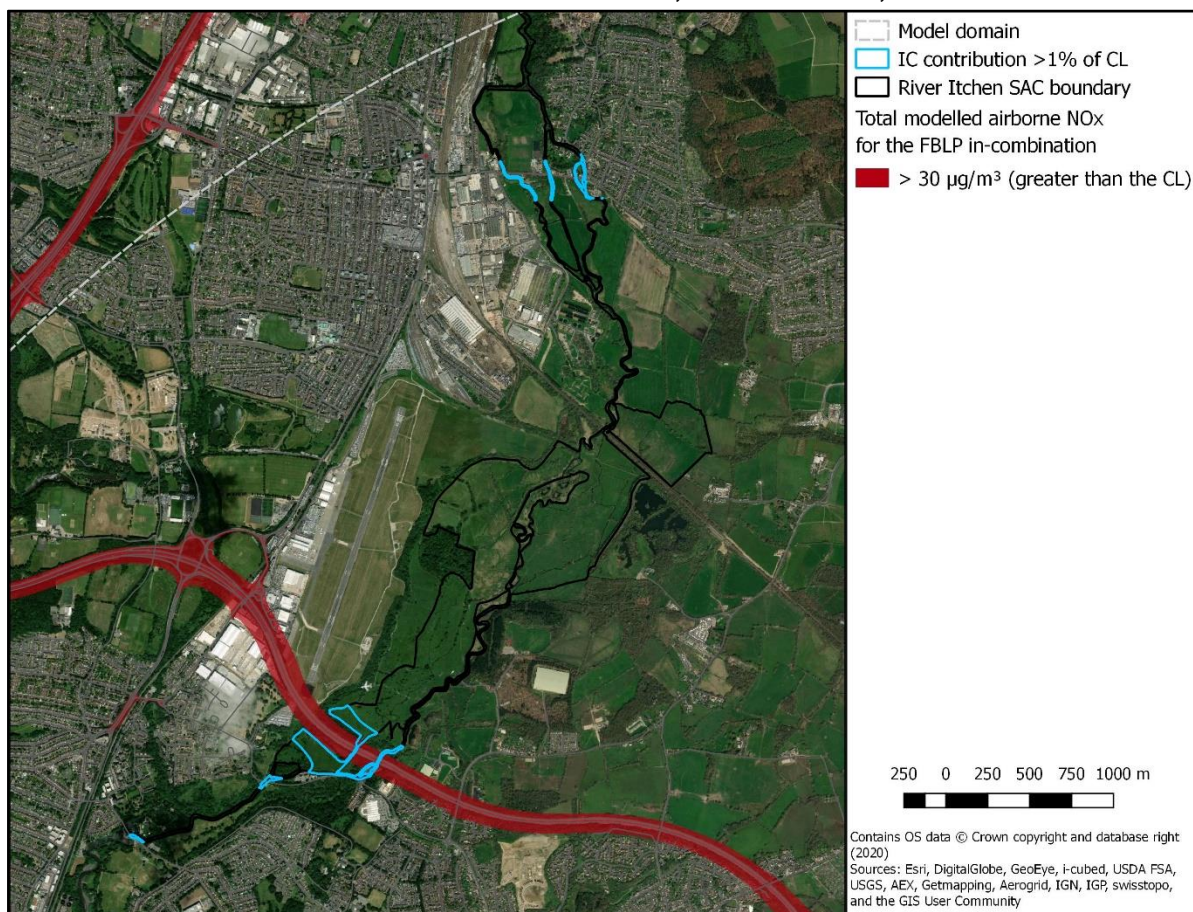 Model domain
IC contribution >1% of CL
River Itchen SAC boundary
Total modelled airborne NOx
for the FBLP in-combination
> 30 µg/m³ (greater than the CL)
250 0 250 500 750 1000 m
Contains OS data © Crown copyright and database right
(2020)
Sources: Esri, DigitalGlobe, GeoEye, i-cubed, USDA FSA,
USGS, AEX, Getmapping, Aerogrid, IGN, IGP, swisstopo,
and the GIS User Community